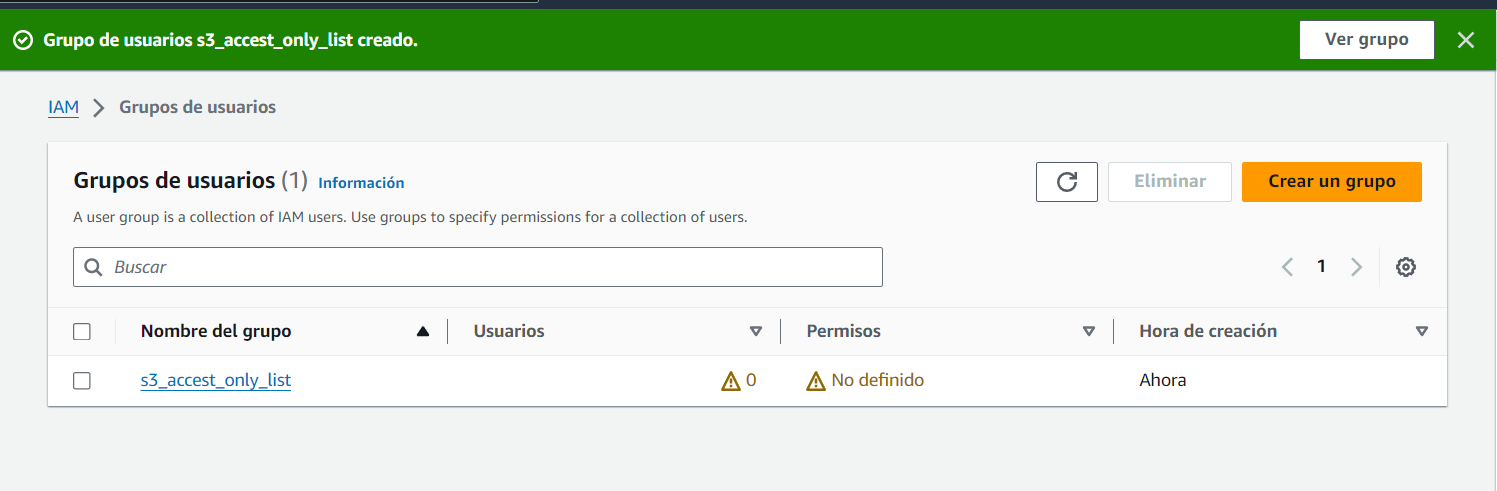 Grupo de usuarios s3_accest_only_list creado.
Ver grupo
IAM
Grupos de usuarios
Grupos de usuarios (1) Información
Eliminar
Crear un grupo
A user group is a collection of IAM users. Use groups to specify permissions for a collection of users.
Buscar
1
Nombre del grupo
Usuarios
Permisos
Hora de creación
s3_accest_only_list
0
No definido
Ahora